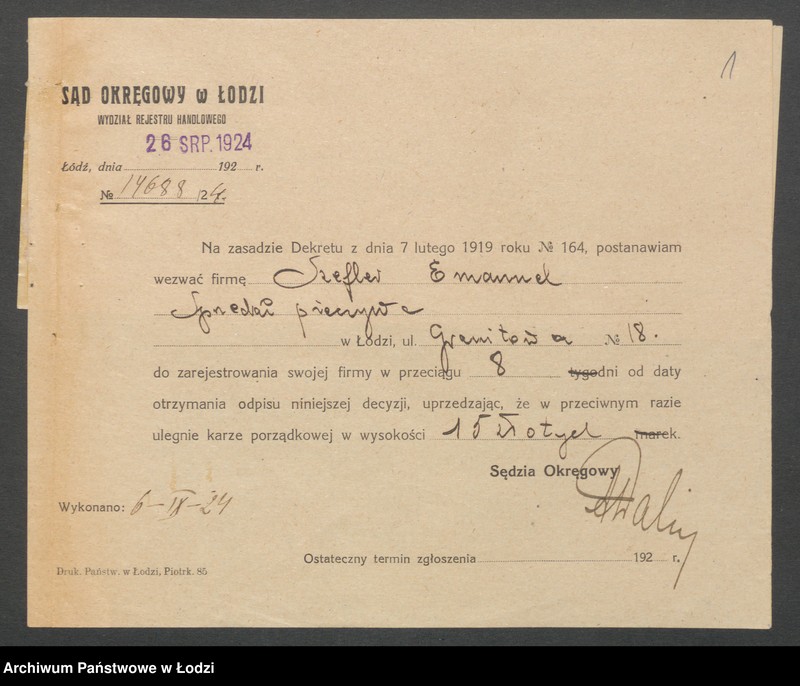 1
SĄD OKRĘGOWY w ŁODZI
WYDZIAŁ REJESTRU HANDLOWEGO
26 SRP. 1924
Łódź, dnia 192 r.
№ 14688/24.
Na zasadzie Dekretu z dnia 7 lutego 1919 roku № 164, postanawiam
wezwać firmę Szefler Emanuel
Sprzedaż pieczywa
w Łodzi, ul. Granitowa № 18.
do zarejestrowania swojej firmy w przeciągu 8 tygodni od daty
otrzymania odpisu niniejszej decyzji, uprzedzając, że w przeciwnym razie
ulegnie karze porządkowej w wysokości 15 złotych marek.
Sędzia Okręgowy
Wykonano: 6-IX-24
Ostateczny termin zgłoszenia 192 r.
Druk. Państw. w Łodzi, Piotrk. 85
Archiwum Państwowe w Łodzi